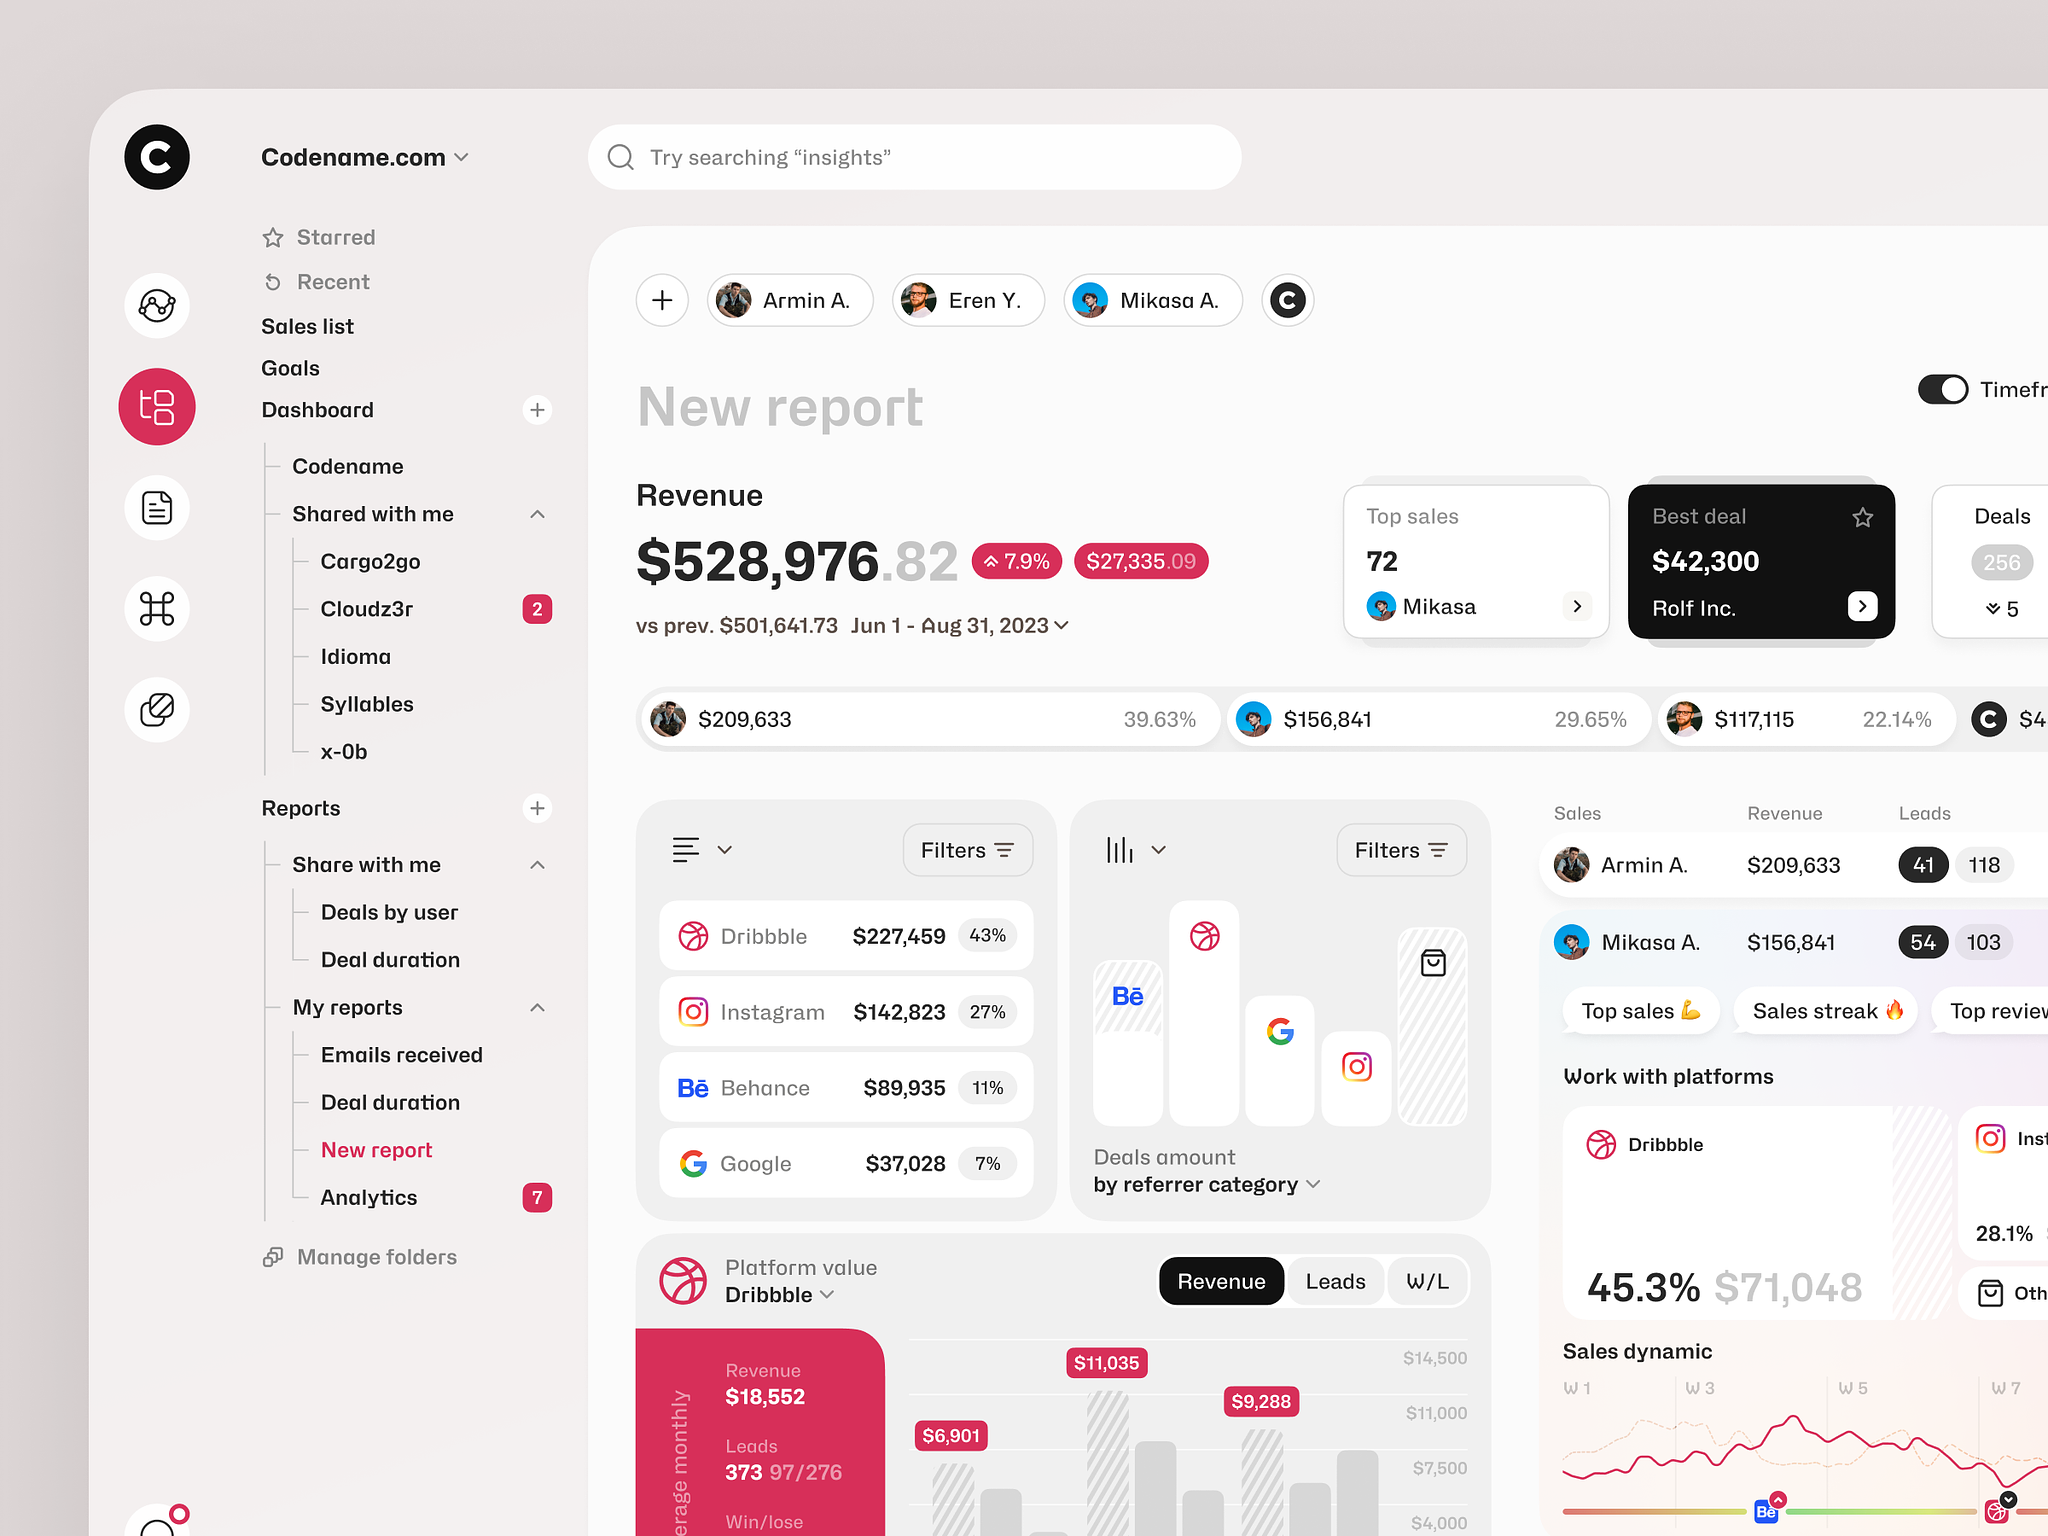 C
Codename.com
Try searching “insights”
Starred
Recent
Sales list
Goals
Dashboard
Codename
Shared with me
Cargo2go
Cloudz3r
2
Idioma
Syllables
x-0b
Reports
Share with me
Deals by user
Deal duration
My reports
Emails received
Deal duration
New report
Analytics
7
Manage folders
Armin A.
Eren Y.
Mikasa A.
C
New report
Timefr
Revenue
$528,976.82
7.9%
$27,335.09
vs prev. $501,641.73 Jun 1 - Aug 31, 2023
Top sales
72
Mikasa
Best deal
$42,300
Rolf Inc.
Deals
256
5
$209,633 39.63%
$156,841 29.65%
$117,115 22.14%
C $4
Filters
Dribbble $227,459 43%
Instagram $142,823 27%
Bē Behance $89,935 11%
Google $37,028 7%
Filters
Bē
G
Deals amount
by referrer category
Sales Revenue Leads
Armin A. $209,633 41 118
Mikasa A. $156,841 54 103
Top sales 💪
Sales streak 🔥
Top review
Work with platforms
Dribbble
45.3% $71,048
Inst
28.1%
Oth
Sales dynamic
W 1 W 3 W 5 W 7
Bē
Platform value
Dribbble
Revenue Leads W/L
erage monthly
Revenue
$18,552
Leads
373 97/276
Win/lose
$6,901
$11,035
$9,288
$14,500
$11,000
$7,500
$4,000